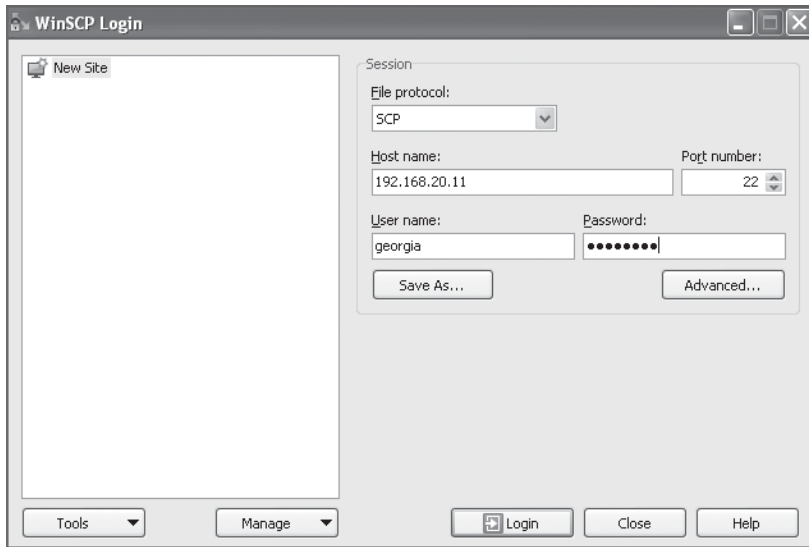 WinSCP Login
New Site
Session
File protocol:
SCP
Host name:
Port number:
192.168.20.11
22
User name:
Password:
georgia
●●●●●●●●
Save As...
Advanced...
Tools
Manage
Login
Close
Help